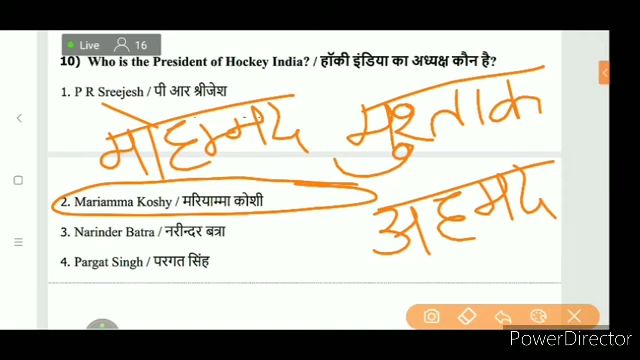 Live 16
10) Who is the President of Hockey India? / हॉकी इंडिया का अध्यक्ष कौन है?
1. P R Sreejesh / पी आर श्रीजेश
मोहम्मद मुश्ताक
2. Mariamma Koshy / मरियाम्मा कोशी
अहमद
3. Narinder Batra / नरीन्दर बत्रा
4. Pargat Singh / परगत सिंह
PowerDirector